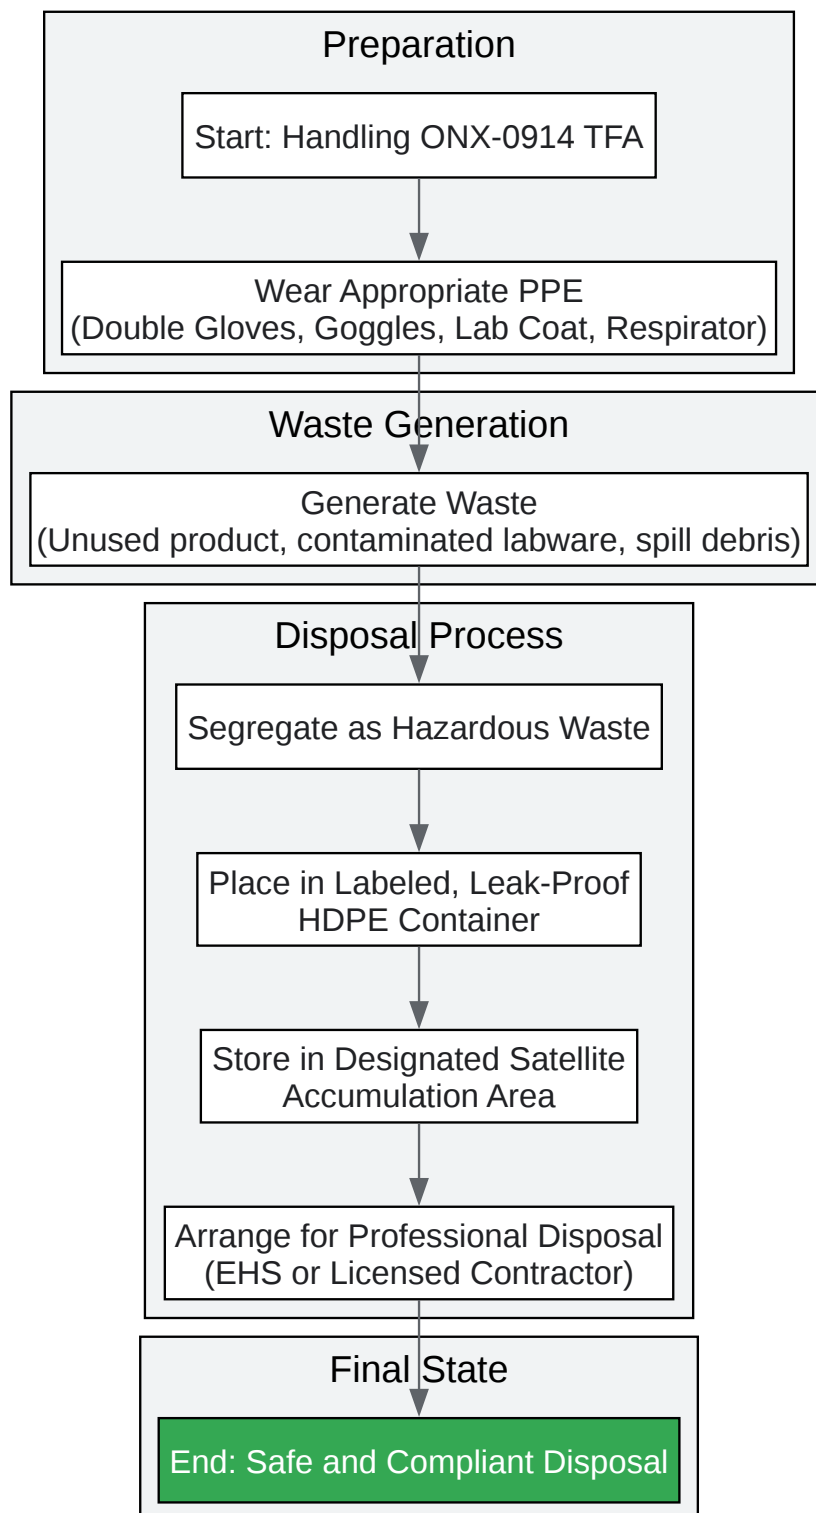 Preparation
Start: Handling ONX-0914 TFA
Wear Appropriate PPE
(Double Gloves, Goggles, Lab Coat, Respirator)
Waste Generation
Generate Waste
(Unused product, contaminated labware, spill debris)
Disposal Process
Segregate as Hazardous Waste
Place in Labeled, Leak-Proof
HDPE Container
Store in Designated Satellite
Accumulation Area
Arrange for Professional Disposal
(EHS or Licensed Contractor)
Final State
End: Safe and Compliant Disposal